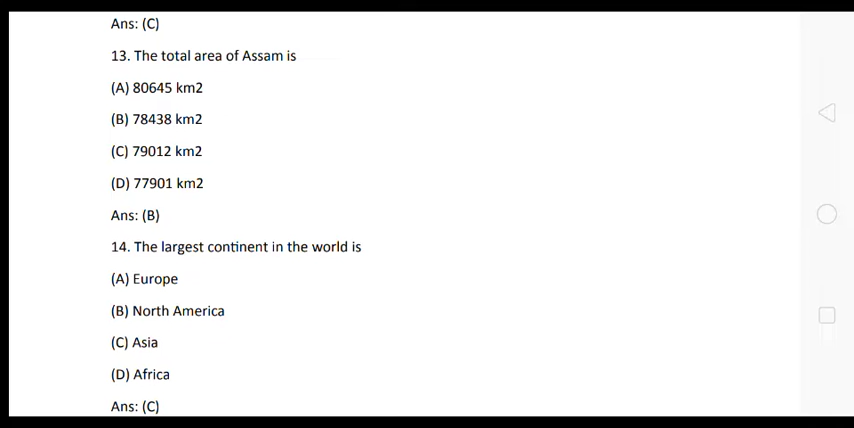 Ans: (C)
13. The total area of Assam is
(A) 80645 km2
(B) 78438 km2
(C) 79012 km2
(D) 77901 km2
Ans: (B)
14. The largest continent in the world is
(A) Europe
(B) North America
(C) Asia
(D) Africa
Ans: (C)